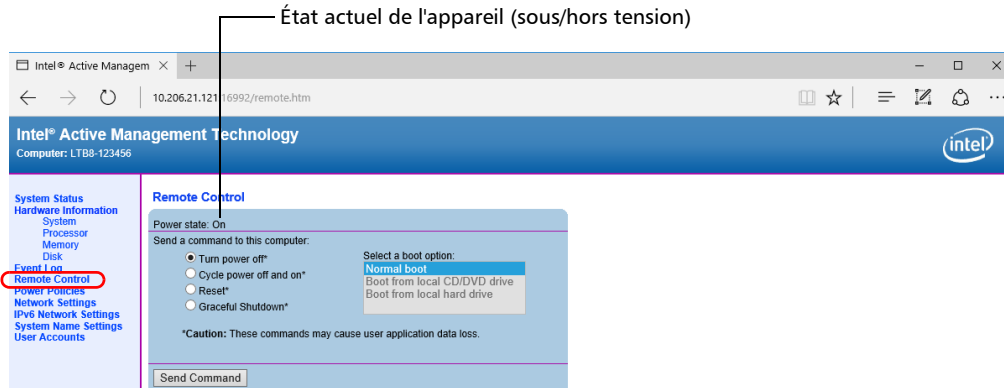 État actuel de l'appareil (sous/hors tension)
Intel® Active Managem
10.206.21.121:16992/remote.htm
Intel® Active Management Technology
Computer: LTB8-123456
intel
System Status
Hardware Information
System
Processor
Memory
Disk
Event Log
Remote Control
Power Policies
Network Settings
IPv6 Network Settings
System Name Settings
User Accounts
Remote Control
Power state: On
Send a command to this computer:
Turn power off*
Cycle power off and on*
Reset*
Graceful Shutdown*
Select a boot option:
Normal boot
Boot from local CD/DVD drive
Boot from local hard drive
*Caution: These commands may cause user application data loss.
Send Command